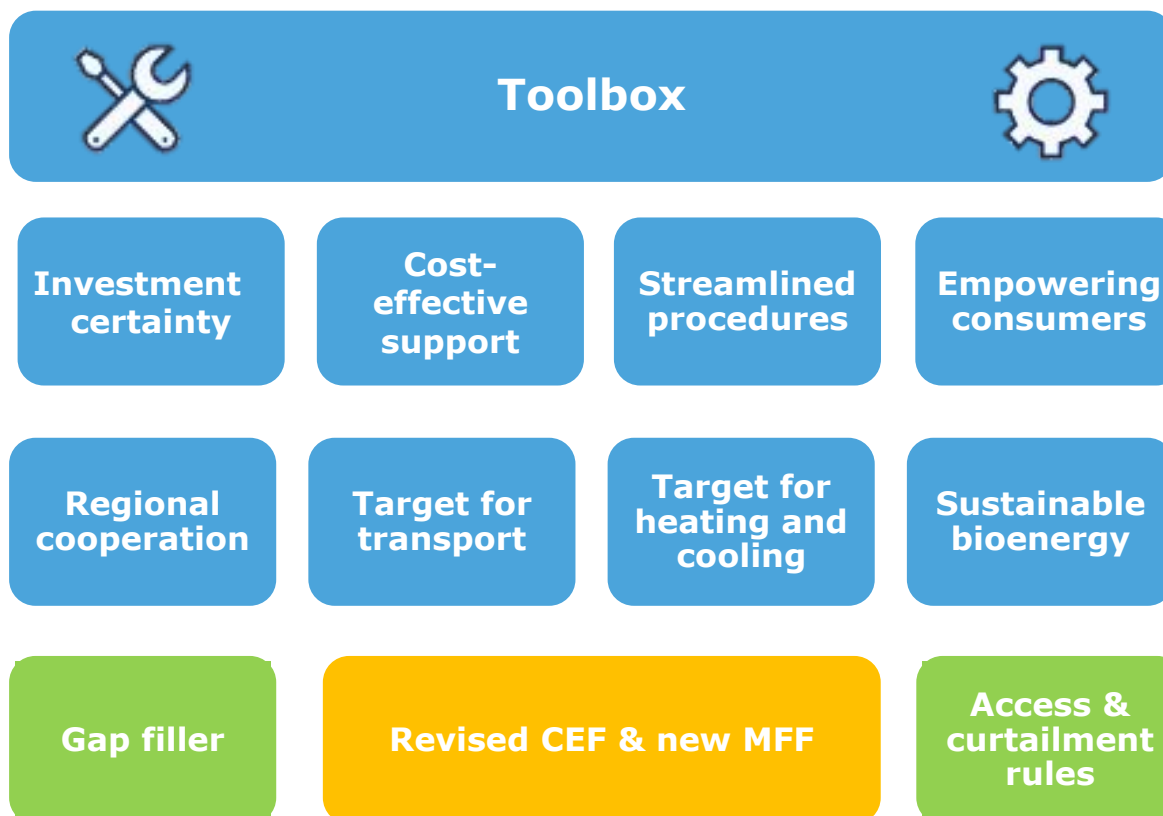 Toolbox
Investment
certainty
Cost-
effective
support
Streamlined
procedures
Empowering
consumers
Regional
cooperation
Target for
transport
Target for
heating and
cooling
Sustainable
bioenergy
Gap filler
Revised CEF & new MFF
Access &
curtailment
rules